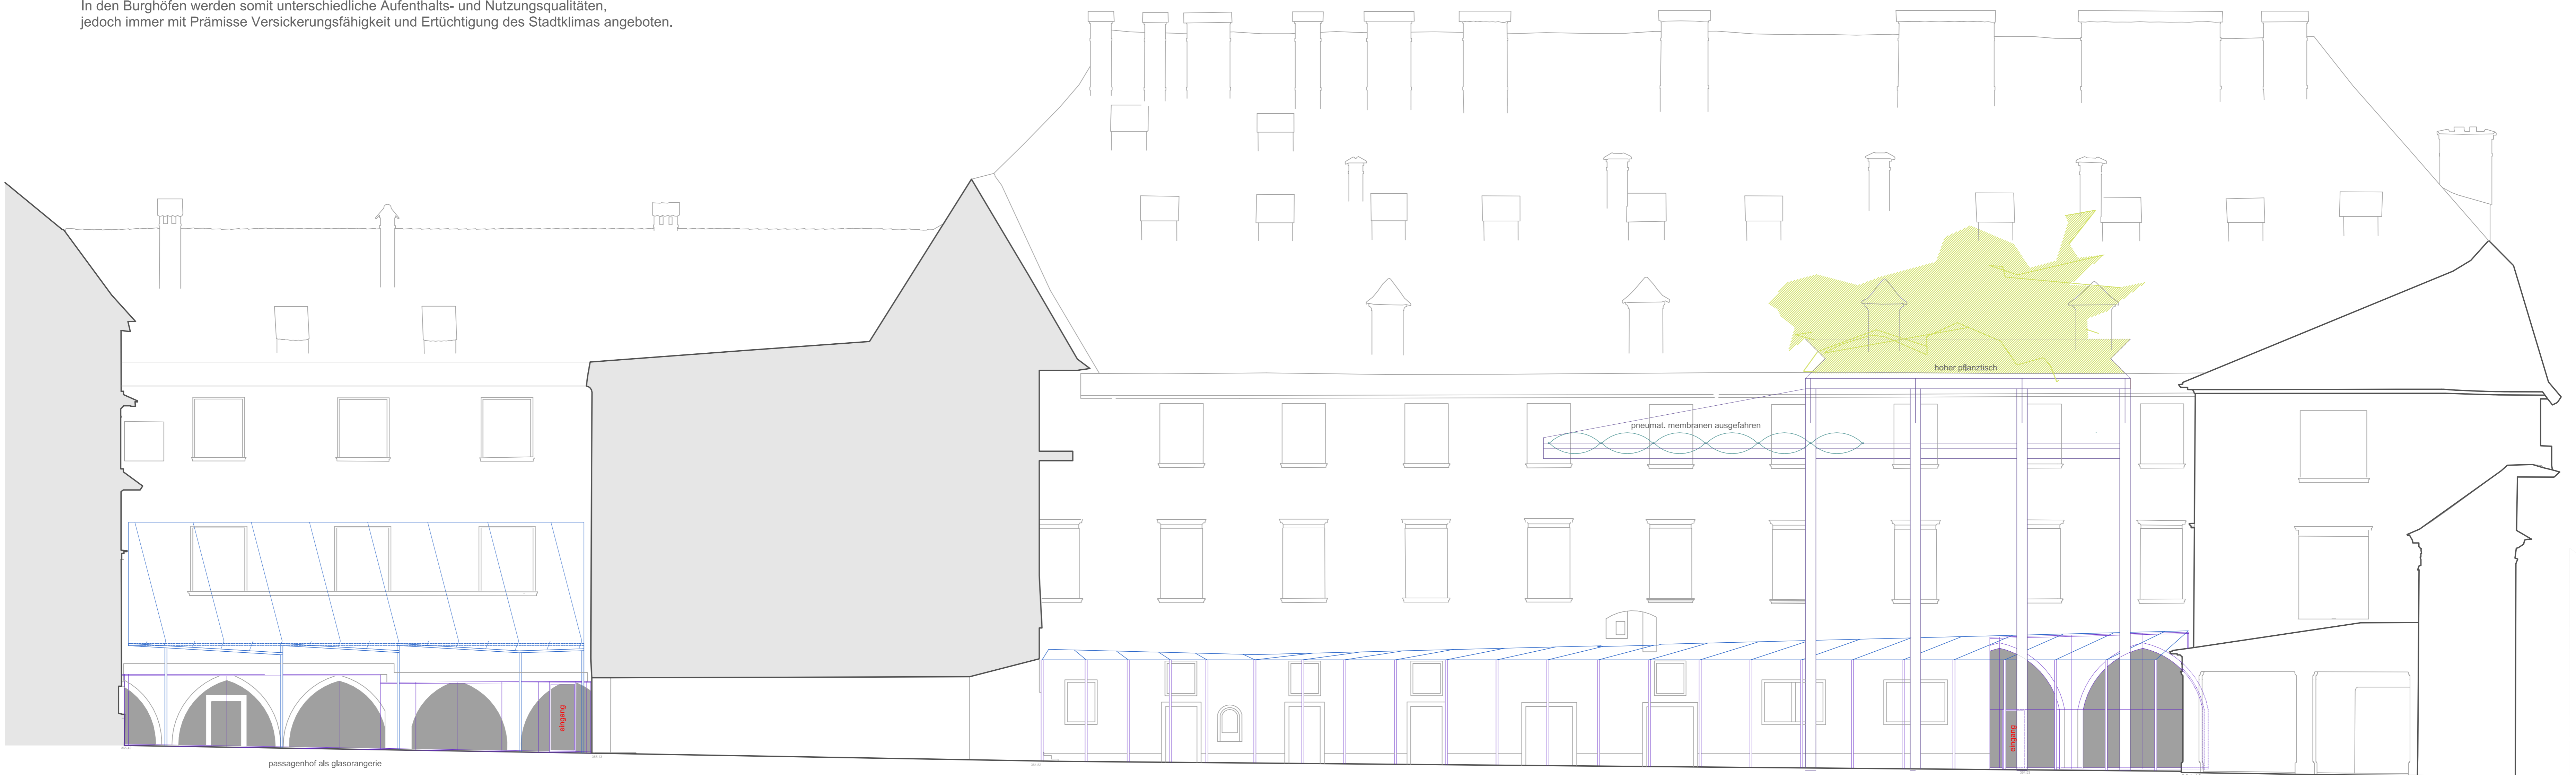 In den Burghöfen werden somit unterschiedliche Aufenthalts- und Nutzungsqualitäten,
jedoch immer mit Prämisse Versickerungsfähigkeit und Ertüchtigung des Stadtklimas angeboten.
hoher pflanztisch
pneumat. membranen ausgefahren
eingang
eingang
passagenhof als glasorangerie